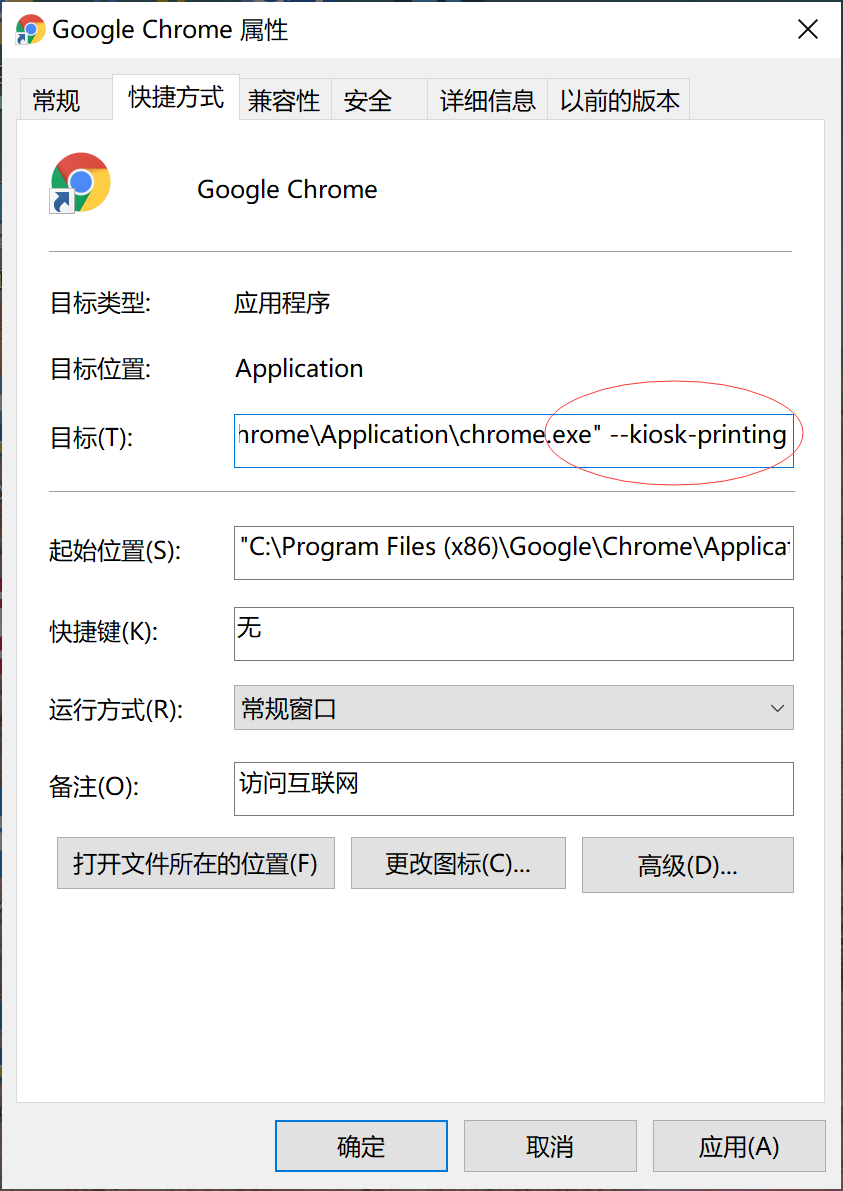 Google Chrome 属性
常规 快捷方式 兼容性 安全 详细信息 以前的版本
Google Chrome
目标类型: 应用程序
目标位置: Application
目标(T): hrome\Application\chrome.exe" --kiosk-printing
起始位置(S): "C:\Program Files (x86)\Google\Chrome\Applicat
快捷键(K): 无
运行方式(R): 常规窗口
备注(O): 访问互联网
打开文件所在的位置(F) 更改图标(C)... 高级(D)...
确定 取消 应用(A)